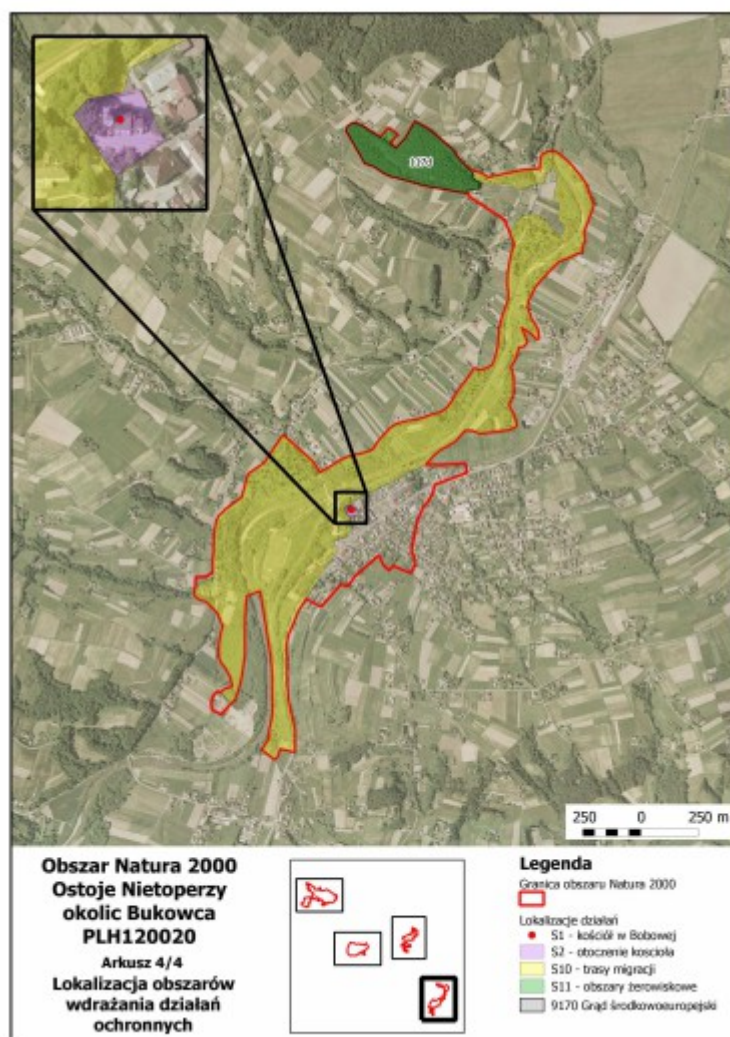 250 0 250 m
Obszar Natura 2000
Ostoje Nietoperzy
okolic Bukowca
PLH120020
Arkusz 4/4
Lokalizacja obszarów
wdrażania działań
ochronnych
Legenda
Granica obszaru Natura 2000
Lokalizacje działań
S1 - kościół w Bobowej
S2 - otoczenie kościoła
S10 - trasy migracji
S11 - obszary żerowiskowe
9170 Grąd środkowoeuropejski